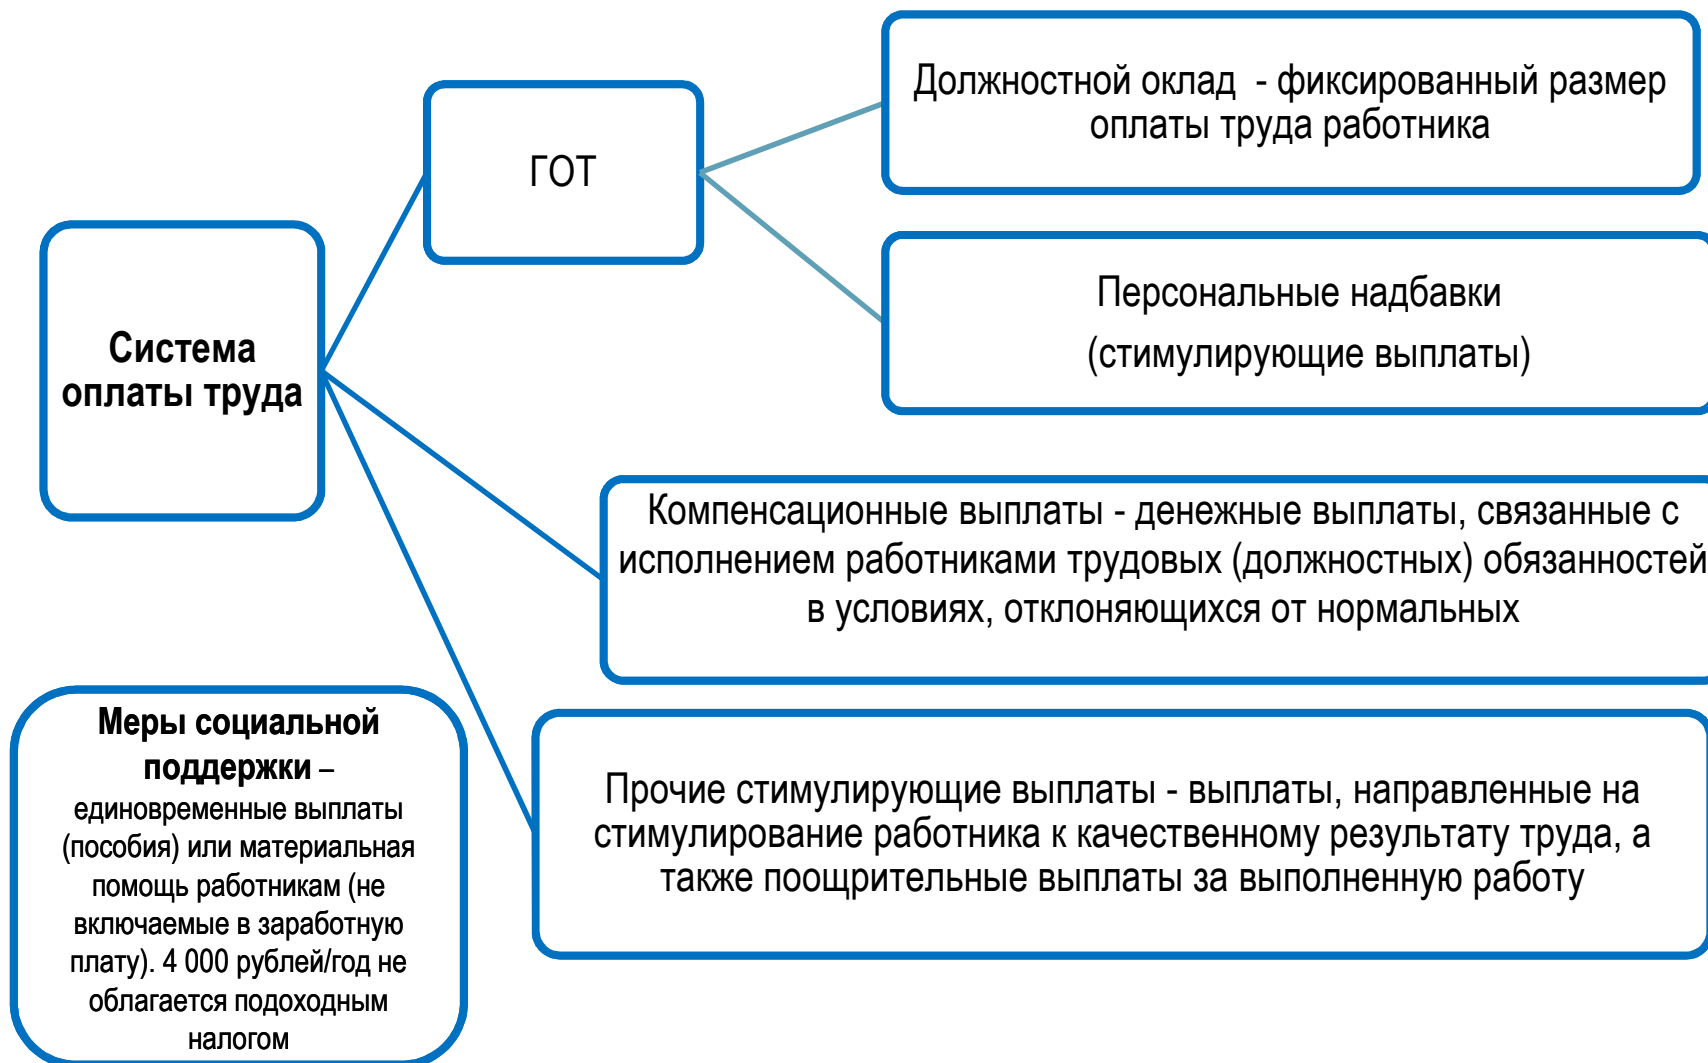 Должностной оклад - фиксированный размер
оплаты труда работника
ГОТ
Персональные надбавки
(стимулирующие выплаты)
Система
оплаты труда
Компенсационные выплаты - денежные выплаты, связанные с
исполнением работниками трудовых (должностных) обязанностей
в условиях, отклоняющихся от нормальных
Прочие стимулирующие выплаты - выплаты, направленные на
стимулирование работника к качественному результату труда, а
также поощрительные выплаты за выполненную работу
Меры социальной
поддержки –
единовременные выплаты
(пособия) или материальная
помощь работникам (не
включаемые в заработную
плату). 4 000 рублей/год не
облагается подоходным
налогом